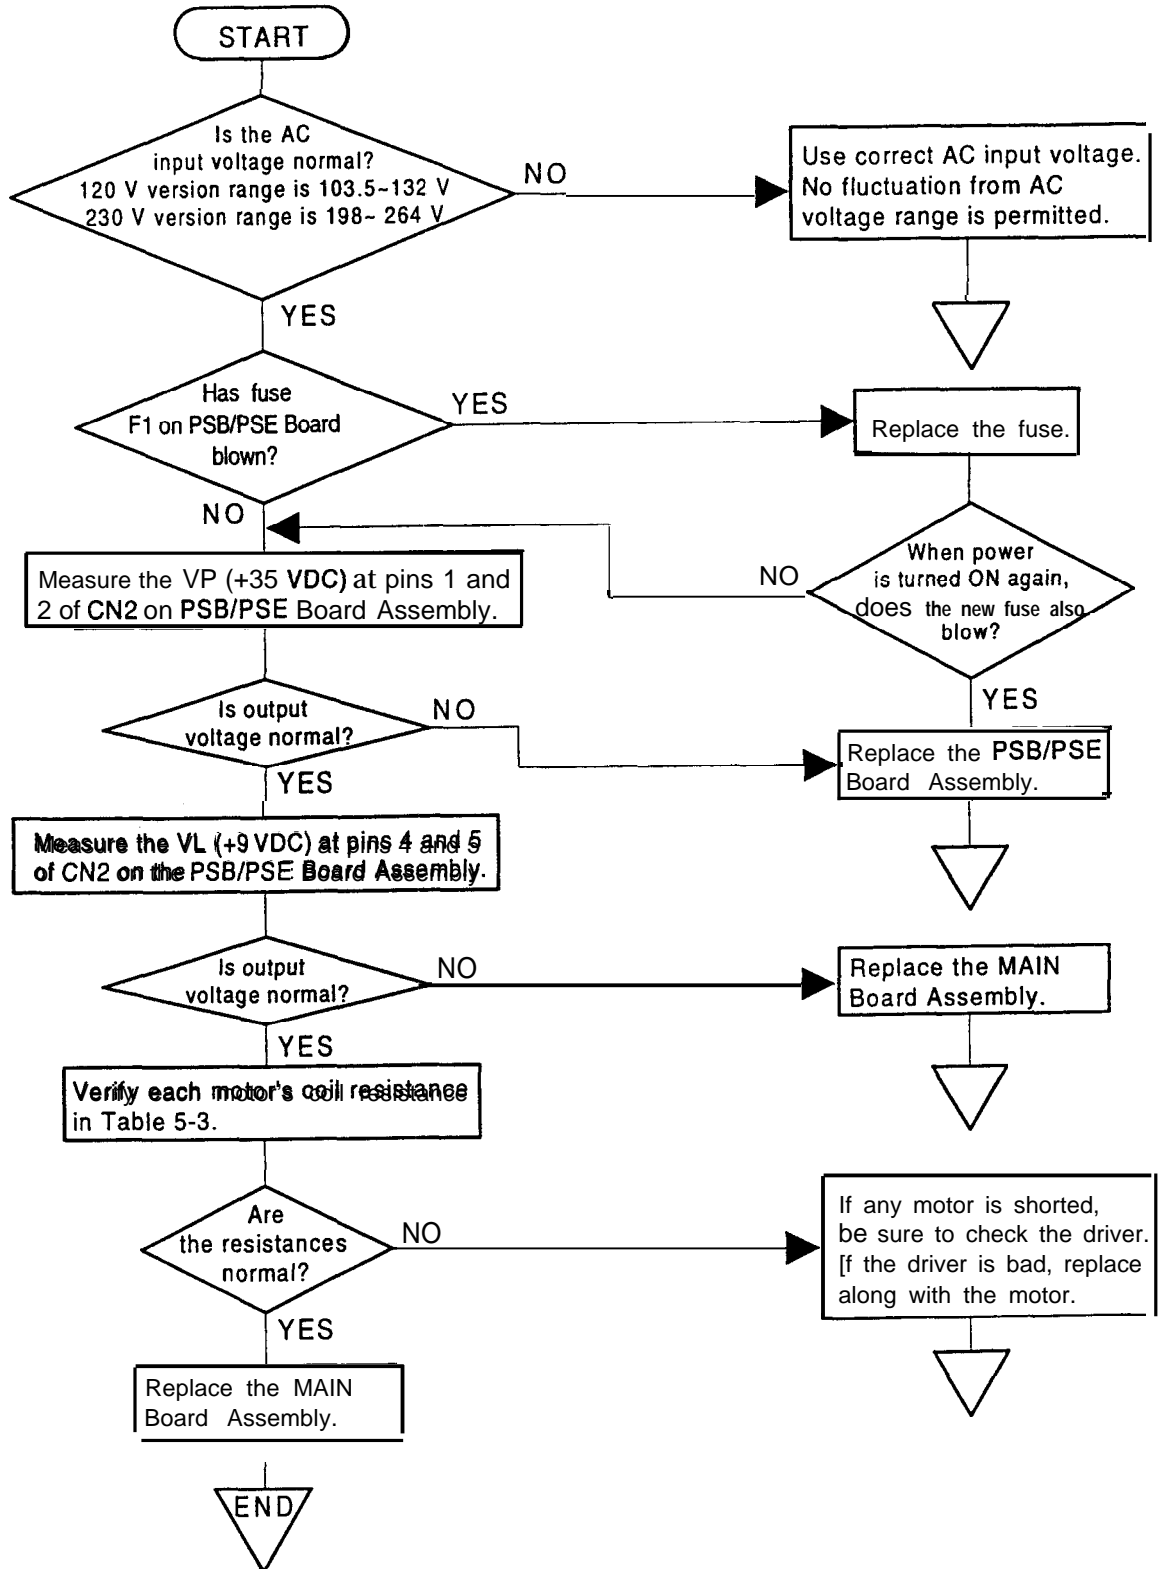 START
Is the AC
input voltage normal?
120 V version range is 103.5~132 V
230 V version range is 198~ 264 V
NO
Use correct AC input voltage.
No fluctuation from AC
voltage range is permitted.
YES
Has fuse
F1 on PSB/PSE Board
blown?
YES
Replace the fuse.
NO
When power
is turned ON again,
does the new fuse also
blow?
NO
YES
Measure the VP (+35 VDC) at pins 1 and
2 of CN2 on PSB/PSE Board Assembly.
Is output
voltage normal?
NO
Replace the PSB/PSE
Board Assembly.
YES
Measure the VL (+9 VDC) at pins 4 and 5
of CN2 on the PSB/PSE Board Assembly.
Is output
voltage normal?
NO
Replace the MAIN
Board Assembly.
YES
Verify each motor's coil resistance
in Table 5-3.
Are
the resistances
normal?
NO
If any motor is shorted,
be sure to check the driver.
[f the driver is bad, replace
along with the motor.
YES
Replace the MAIN
Board Assembly.
END